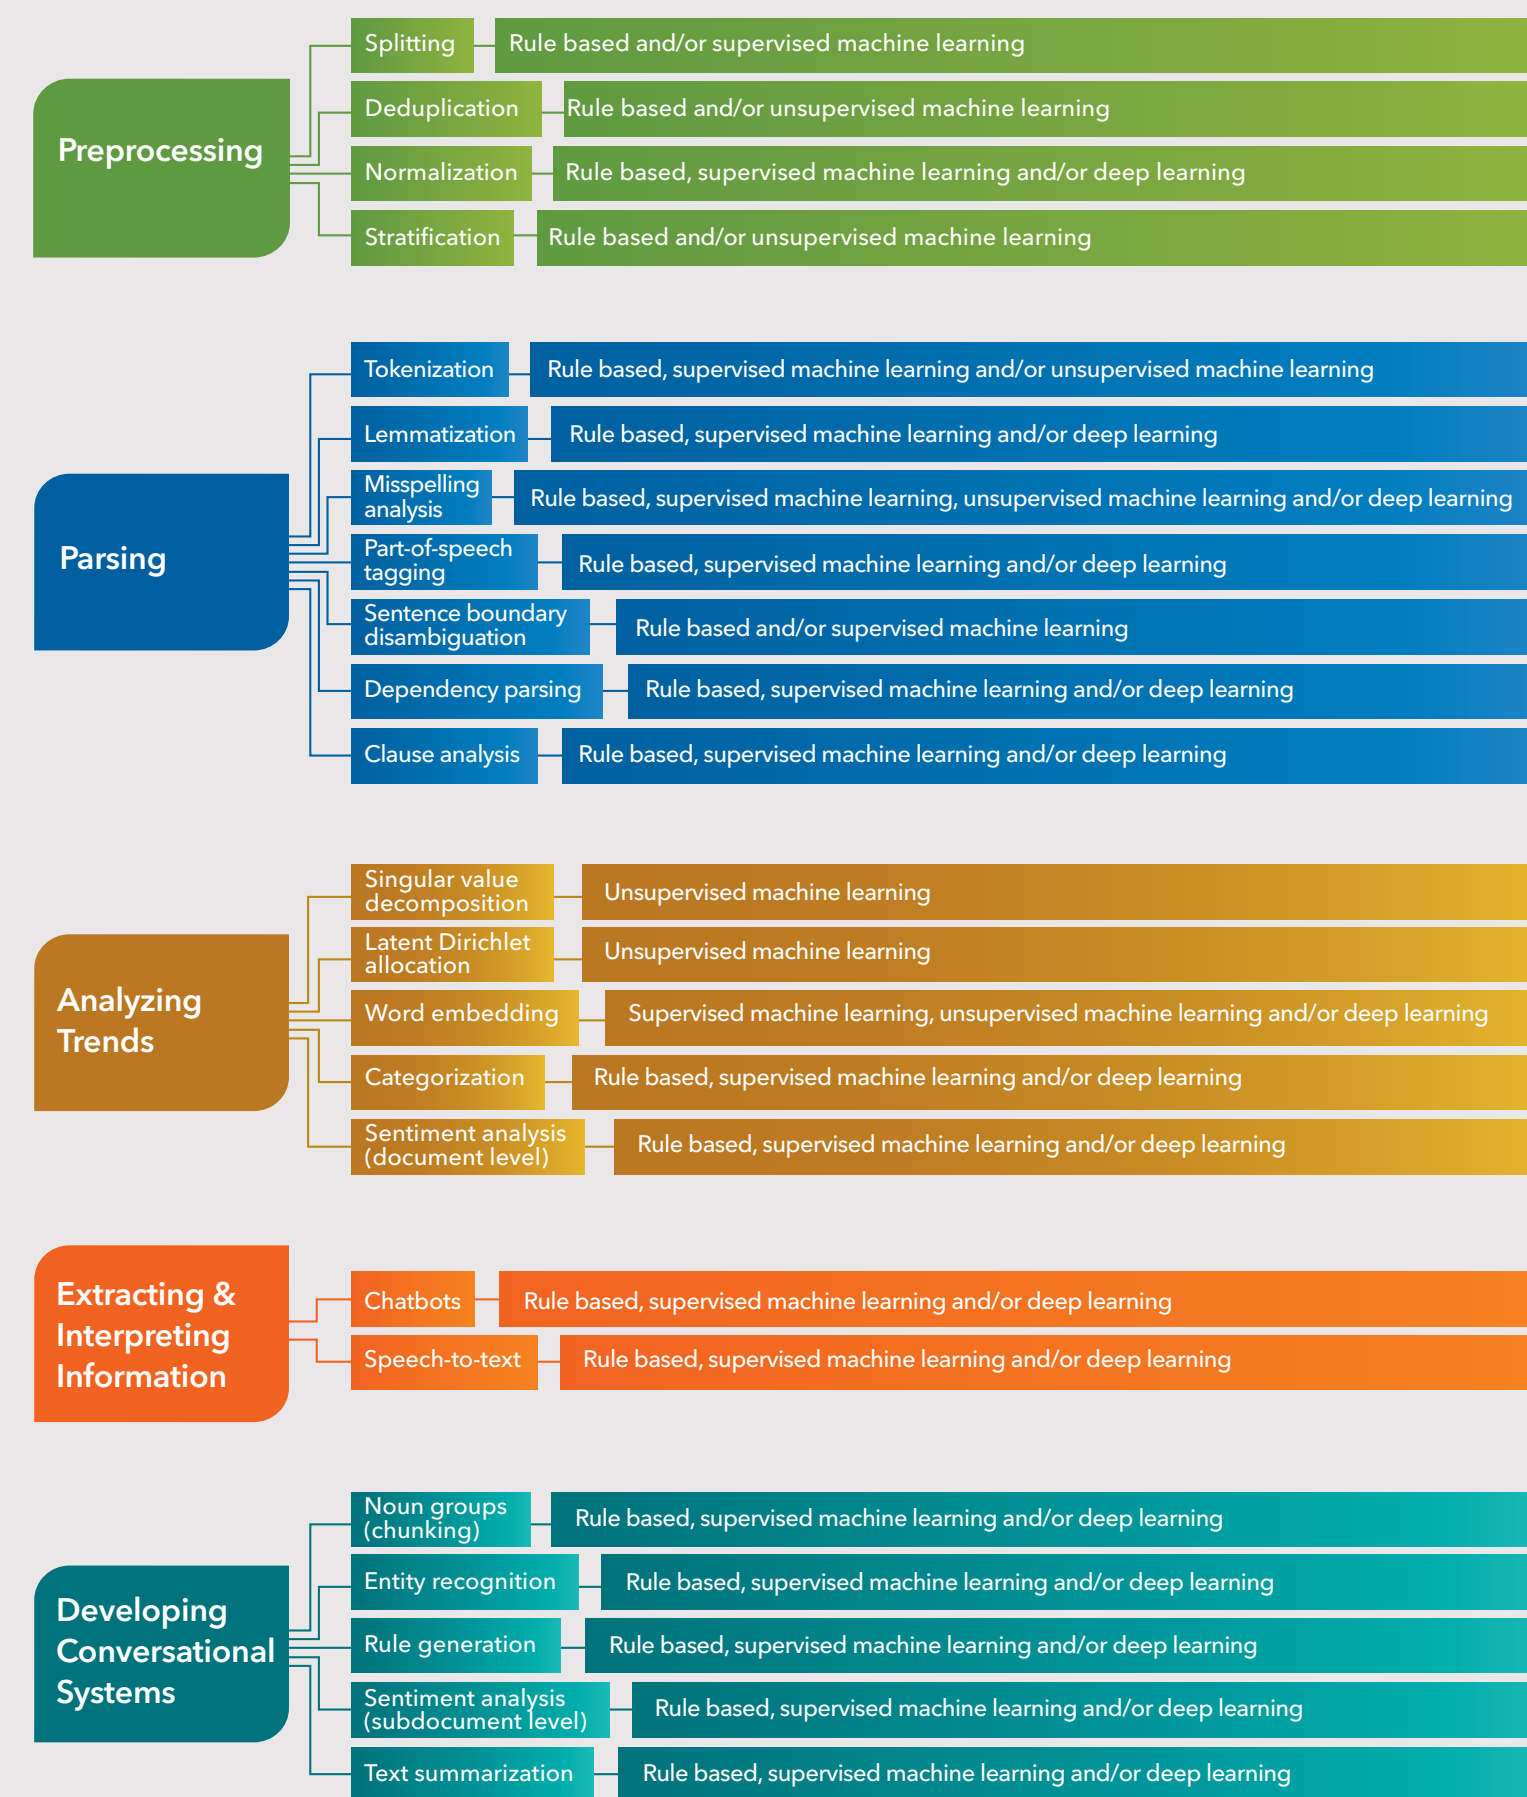 Preprocessing
Splitting
Rule based and/or supervised machine learning
Deduplication
Rule based and/or unsupervised machine learning
Normalization
Rule based, supervised machine learning and/or deep learning
Stratification
Rule based and/or unsupervised machine learning
Parsing
Tokenization
Rule based, supervised machine learning and/or unsupervised machine learning
Lemmatization
Rule based, supervised machine learning and/or deep learning
Misspelling
analysis
Rule based, supervised machine learning, unsupervised machine learning and/or deep learning
Part-of-speech
tagging
Rule based, supervised machine learning and/or deep learning
Sentence boundary
disambiguation
Rule based and/or supervised machine learning
Dependency parsing
Rule based, supervised machine learning and/or deep learning
Clause analysis
Rule based, supervised machine learning and/or deep learning
Analyzing
Trends
Singular value
decomposition
Unsupervised machine learning
Latent Dirichlet
allocation
Unsupervised machine learning
Word embedding
Supervised machine learning, unsupervised machine learning and/or deep learning
Categorization
Rule based, supervised machine learning and/or deep learning
Sentiment analysis
(document level)
Rule based, supervised machine learning and/or deep learning
Extracting &
Interpreting
Information
Chatbots
Rule based, supervised machine learning and/or deep learning
Speech-to-text
Rule based, supervised machine learning and/or deep learning
Developing
Conversational
Systems
Noun groups
(chunking)
Rule based, supervised machine learning and/or deep learning
Entity recognition
Rule based, supervised machine learning and/or deep learning
Rule generation
Rule based, supervised machine learning and/or deep learning
Sentiment analysis
(subdocument level)
Rule based, supervised machine learning and/or deep learning
Text summarization
Rule based, supervised machine learning and/or deep learning